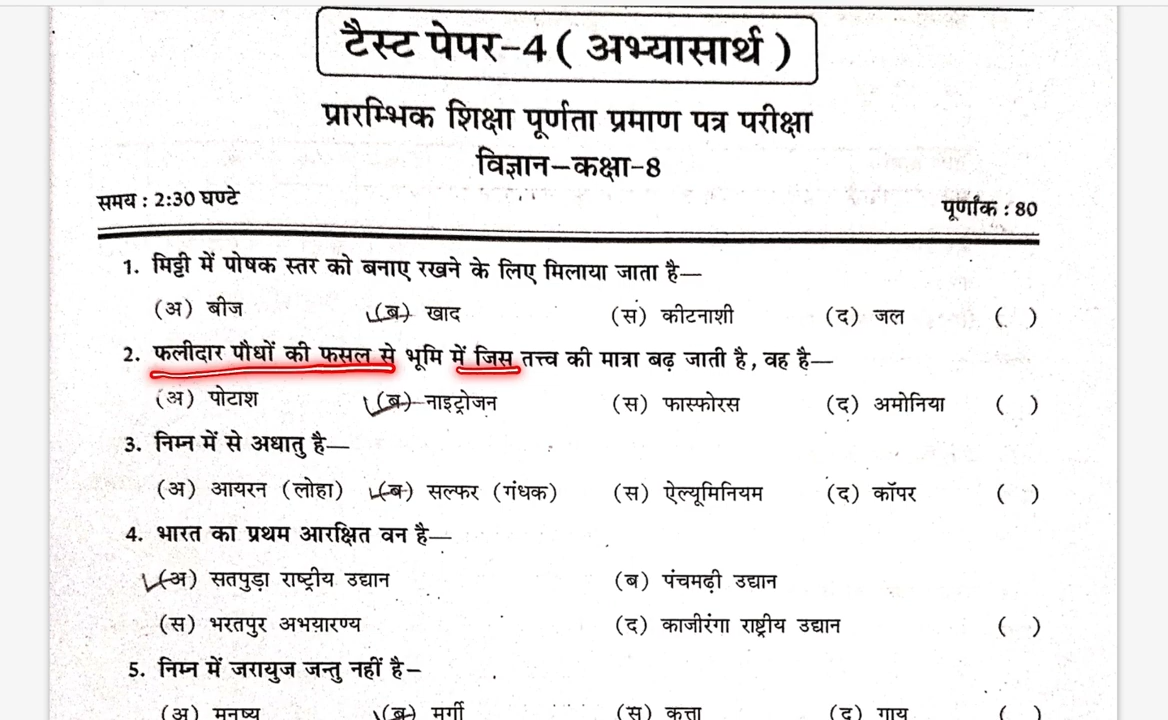 टैस्ट पेपर-4 ( अभ्यासार्थ )
प्रारम्भिक शिक्षा पूर्णता प्रमाण पत्र परीक्षा
विज्ञान-कक्षा-8
समय : 2:30 घण्टे पूर्णांक : 80
1. मिट्टी में पोषक स्तर को बनाए रखने के लिए मिलाया जाता है—
(अ) बीज (ब) खाद (स) कीटनाशी (द) जल ( )
2. फलीदार पौधों की फसल से भूमि में जिस तत्त्व की मात्रा बढ़ जाती है, वह है—
(अ) पोटाश (ब) नाइट्रोजन (स) फास्फोरस (द) अमोनिया ( )
3. निम्न में से अधातु है—
(अ) आयरन (लोहा) (ब) सल्फर (गंधक) (स) ऐल्यूमिनियम (द) कॉपर ( )
4. भारत का प्रथम आरक्षित वन है—
(अ) सतपुड़ा राष्ट्रीय उद्यान (ब) पंचमढ़ी उद्यान
(स) भरतपुर अभयारण्य (द) काजीरंगा राष्ट्रीय उद्यान ( )
5. निम्न में जरायुज जन्तु नहीं है-
(अ) मनुष्य (ब) मुर्गी (स) कुत्ता (द) गाय ( )